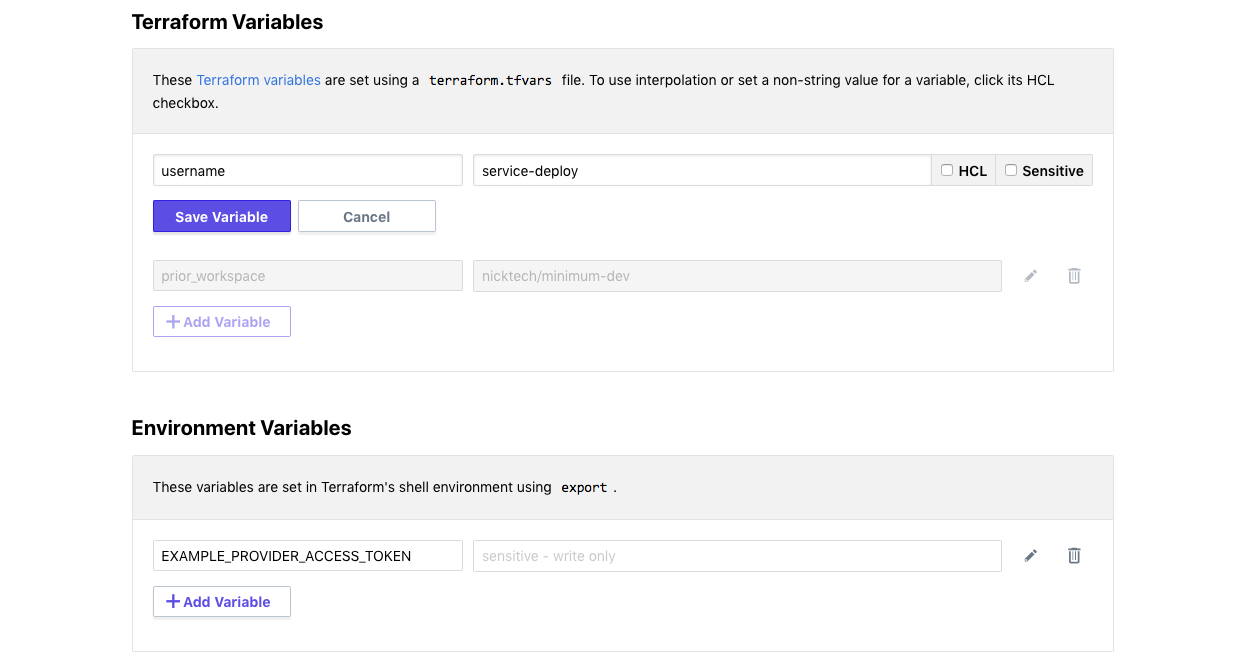 Terraform Variables
These Terraform variables are set using a terraform.tfvars file. To use interpolation or set a non-string value for a variable, click its HCL
checkbox.
username service-deploy HCL Sensitive
Save Variable Cancel
prior_workspace nicktech/minimum-dev
+ Add Variable
Environment Variables
These variables are set in Terraform's shell environment using export .
EXAMPLE_PROVIDER_ACCESS_TOKEN sensitive - write only
+ Add Variable